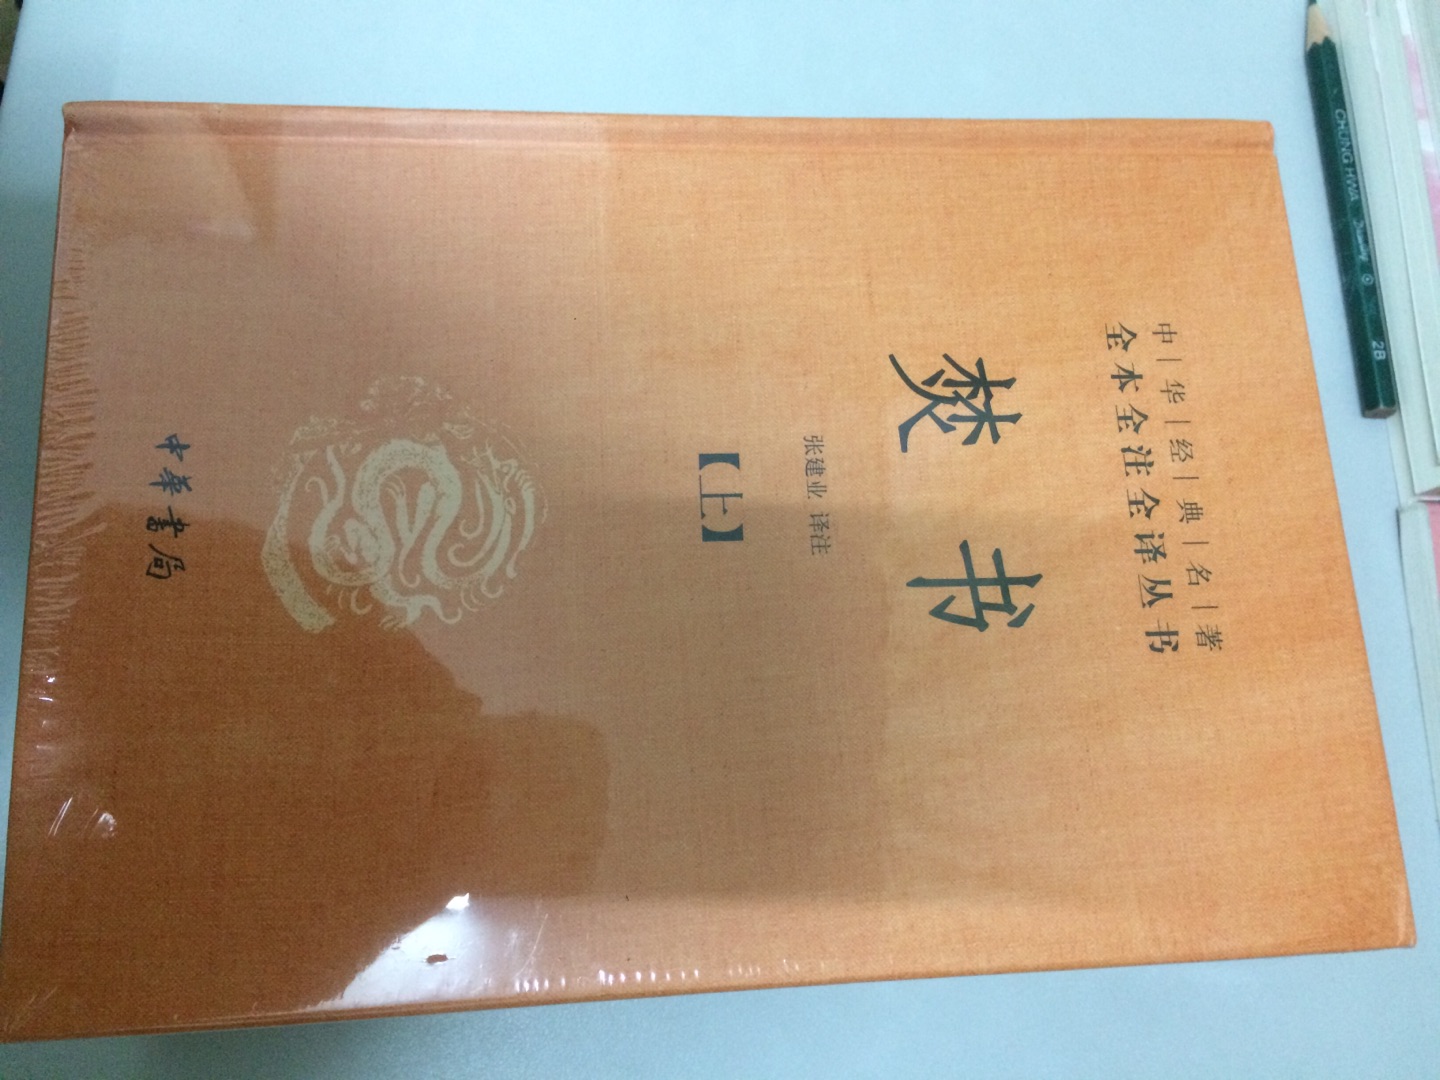 中|华|经|典|名|著
全本全注全译丛书
焚书
张建业 译注
【上】
中华书局
CHUNG HWA
2B